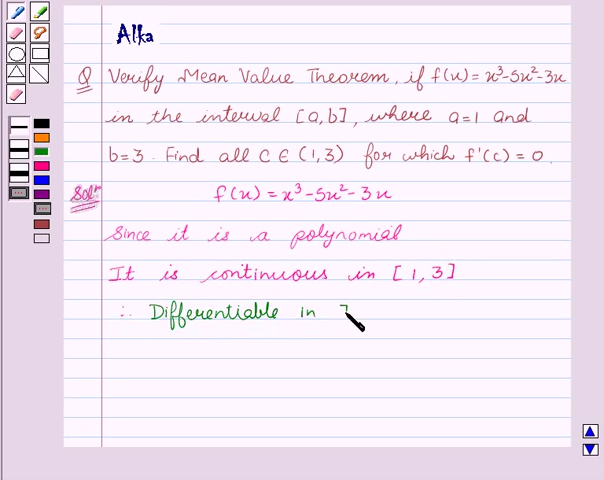 Alka
Q Verify Mean Value Theorem, if f(x) = x³-5x²-3x
in the interval [a,b], where a=1 and
b=3. Find all C ∈ (1,3) for which f'(c) = 0.
Solⁿ f(x) = x³-5x²-3x
Since it is a polynomial
It is continuous in [1,3]
∴ Differentiable in